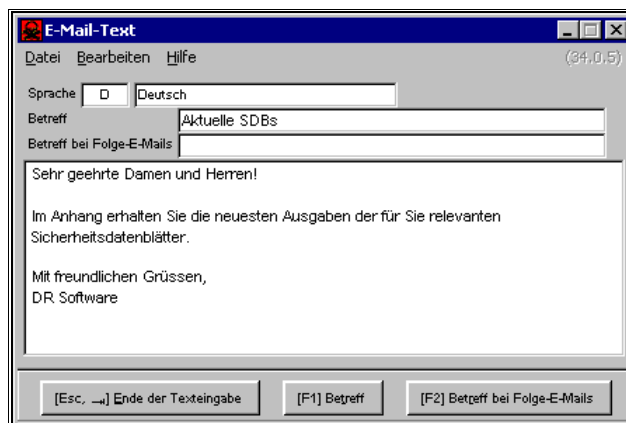 E-Mail-Text
Datei Bearbeiten Hilfe (34.0.5)
Sprache D Deutsch
Betreff Aktuelle SDBs
Betreff bei Folge-E-Mails
Sehr geehrte Damen und Herren!
Im Anhang erhalten Sie die neuesten Ausgaben der für Sie relevanten
Sicherheitsdatenblätter.
Mit freundlichen Grüssen,
DR Software
[Esc, →] Ende der Texteingabe [F1] Betreff [F2] Betreff bei Folge-E-Mails